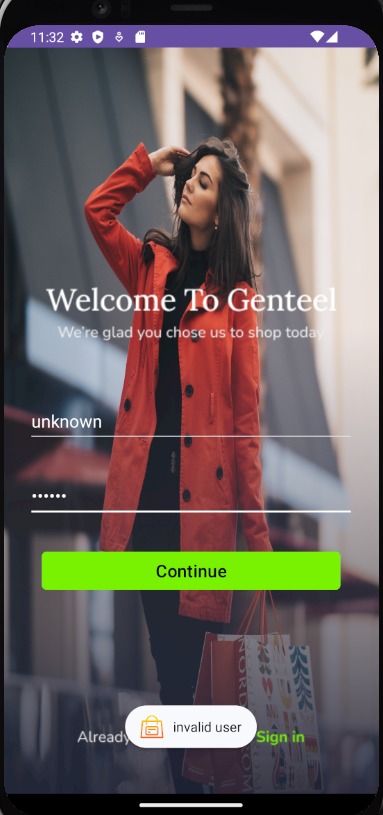 11:32
Welcome To Genteel
We're glad you chose us to shop today
unknown
••••••
Continue
Already
invalid user
Sign in